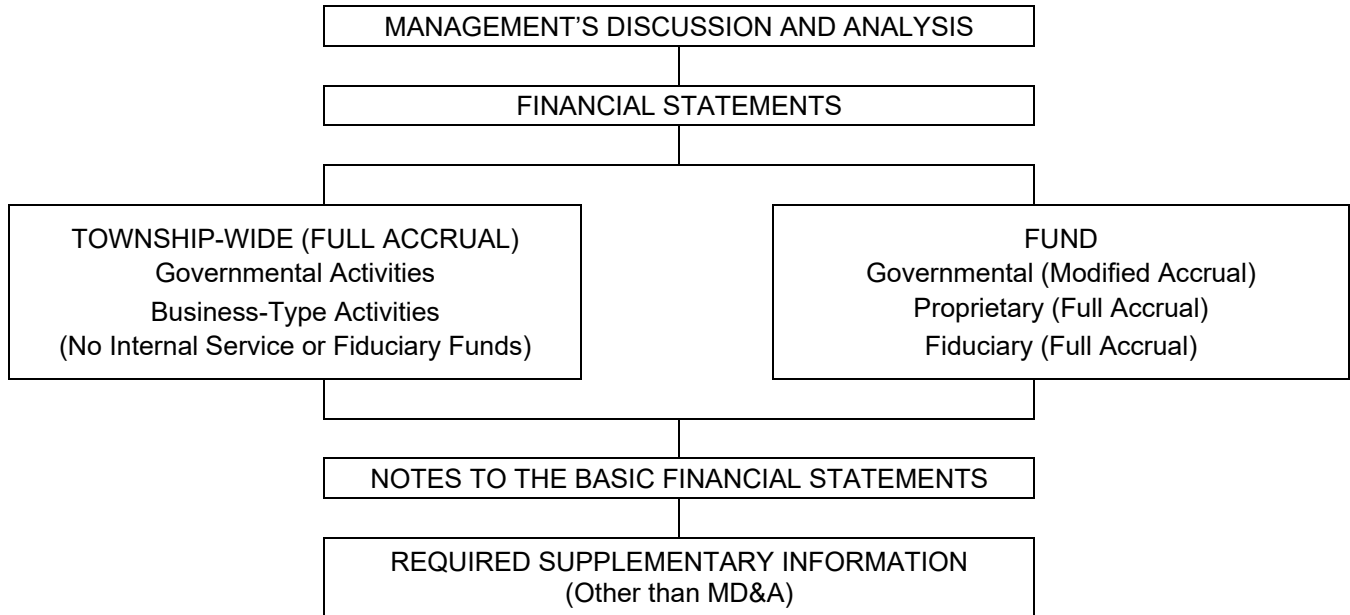 MANAGEMENT’S DISCUSSION AND ANALYSIS
FINANCIAL STATEMENTS
TOWNSHIP-WIDE (FULL ACCRUAL)
Governmental Activities
Business-Type Activities
(No Internal Service or Fiduciary Funds)
FUND
Governmental (Modified Accrual)
Proprietary (Full Accrual)
Fiduciary (Full Accrual)
NOTES TO THE BASIC FINANCIAL STATEMENTS
REQUIRED SUPPLEMENTARY INFORMATION
(Other than MD&A)